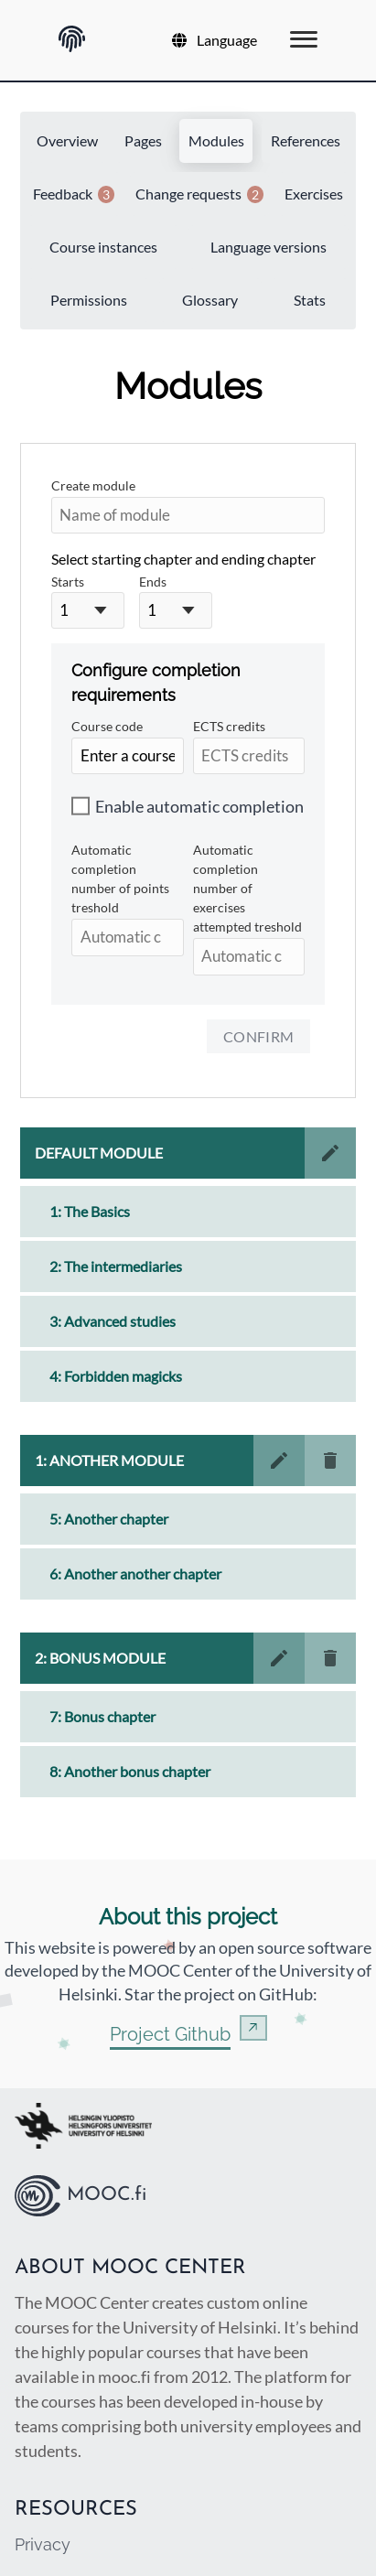 Language
Overview Pages Modules References
Feedback 3 Change requests 2 Exercises
Course instances Language versions
Permissions Glossary Stats
Modules
Create module
Name of module
Select starting chapter and ending chapter
Starts Ends
1 1
Configure completion
requirements
Course code ECTS credits
Enter a course ECTS credits
Enable automatic completion
Automatic
completion
number of points
treshold
Automatic c
Automatic
completion
number of
exercises
attempted treshold
Automatic c
CONFIRM
DEFAULT MODULE
1: The Basics
2: The intermediaries
3: Advanced studies
4: Forbidden magicks
1: ANOTHER MODULE
5: Another chapter
6: Another another chapter
2: BONUS MODULE
7: Bonus chapter
8: Another bonus chapter
About this project
This website is powered by an open source software
developed by the MOOC Center of the University of
Helsinki. Star the project on GitHub:
Project Github
HELSINGIN YLIOPISTO
HELSINGFORS UNIVERSITET
UNIVERSITY OF HELSINKI
MOOC.fi
ABOUT MOOC CENTER
The MOOC Center creates custom online
courses for the University of Helsinki. It’s behind
the highly popular courses that have been
available in mooc.fi from 2012. The platform for
the courses has been developed in-house by
teams comprising both university employees and
students.
RESOURCES
Privacy